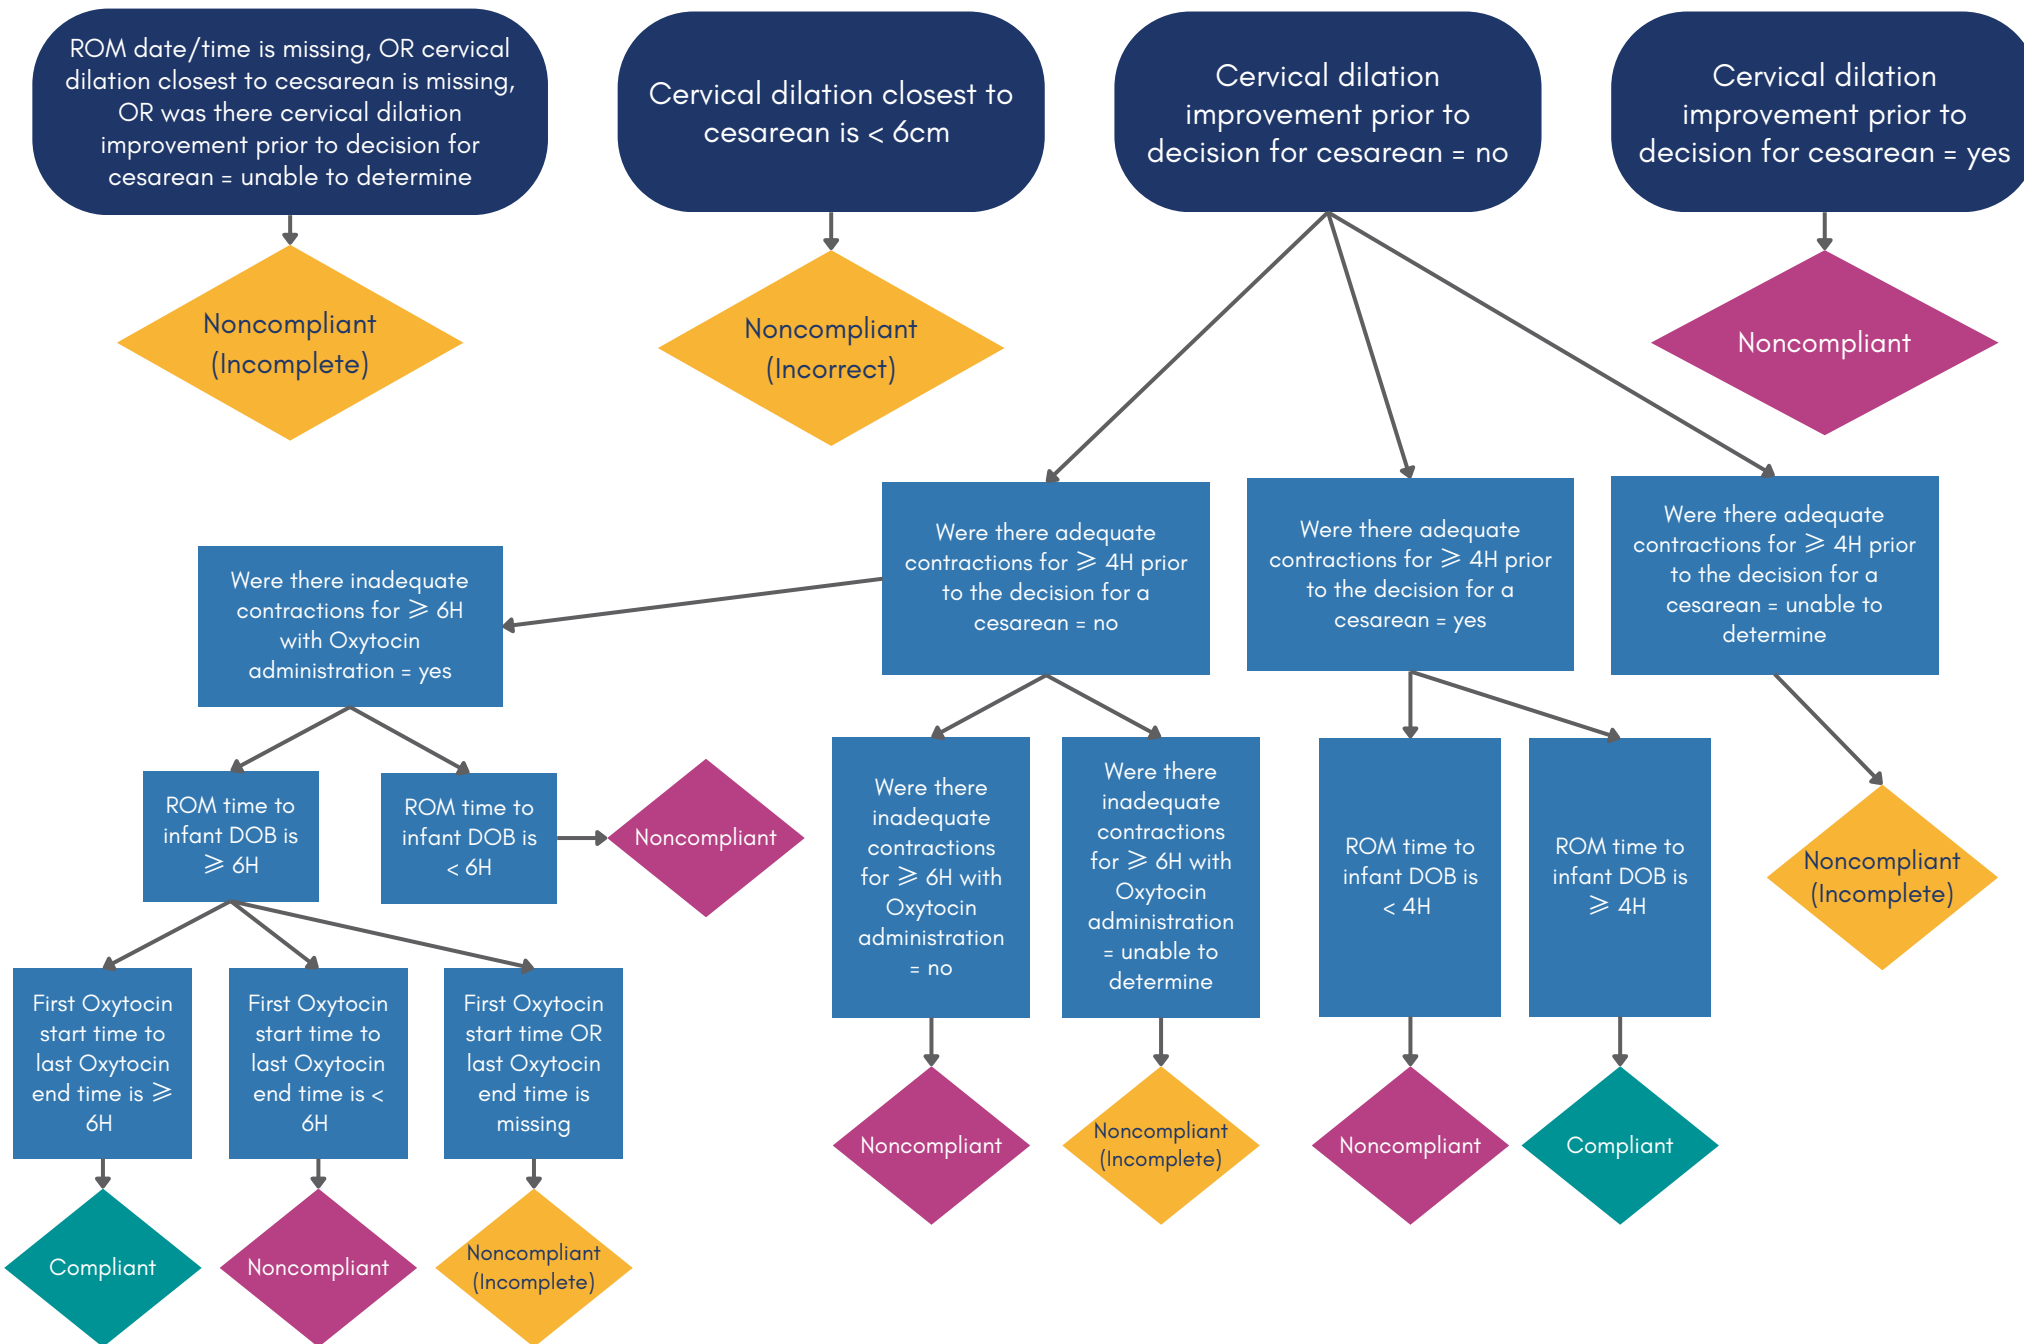 ROM date/time is missing, OR cervical
dilation closest to cecsarean is missing,
OR was there cervical dilation
improvement prior to decision for
cesarean = unable to determine
Cervical dilation closest to
cesarean is < 6cm
Cervical dilation
improvement prior to
decision for cesarean = no
Cervical dilation
improvement prior to
decision for cesarean = yes
Noncompliant
(Incomplete)
Noncompliant
(Incorrect)
Noncompliant
Were there inadequate
contractions for ⩾ 6H
with Oxytocin
administration = yes
Were there adequate
contractions for ⩾ 4H prior
to the decision for a
cesarean = no
Were there adequate
contractions for ⩾ 4H prior
to the decision for a
cesarean = yes
Were there adequate
contractions for ⩾ 4H prior
to the decision for a
cesarean = unable to
determine
ROM time to
infant DOB is
⩾ 6H
ROM time to
infant DOB is
< 6H
Noncompliant
Were there
inadequate
contractions
for ⩾ 6H with
Oxytocin
administration
= no
Were there
inadequate
contractions
for ⩾ 6H with
Oxytocin
administration
= unable to
determine
ROM time to
infant DOB is
< 4H
ROM time to
infant DOB is
⩾ 4H
Noncompliant
(Incomplete)
First Oxytocin
start time to
last Oxytocin
end time is ⩾
6H
First Oxytocin
start time to
last Oxytocin
end time is <
6H
First Oxytocin
start time OR
last Oxytocin
end time is
missing
Noncompliant
Noncompliant
(Incomplete)
Noncompliant
Compliant
Compliant
Noncompliant
Noncompliant
(Incomplete)